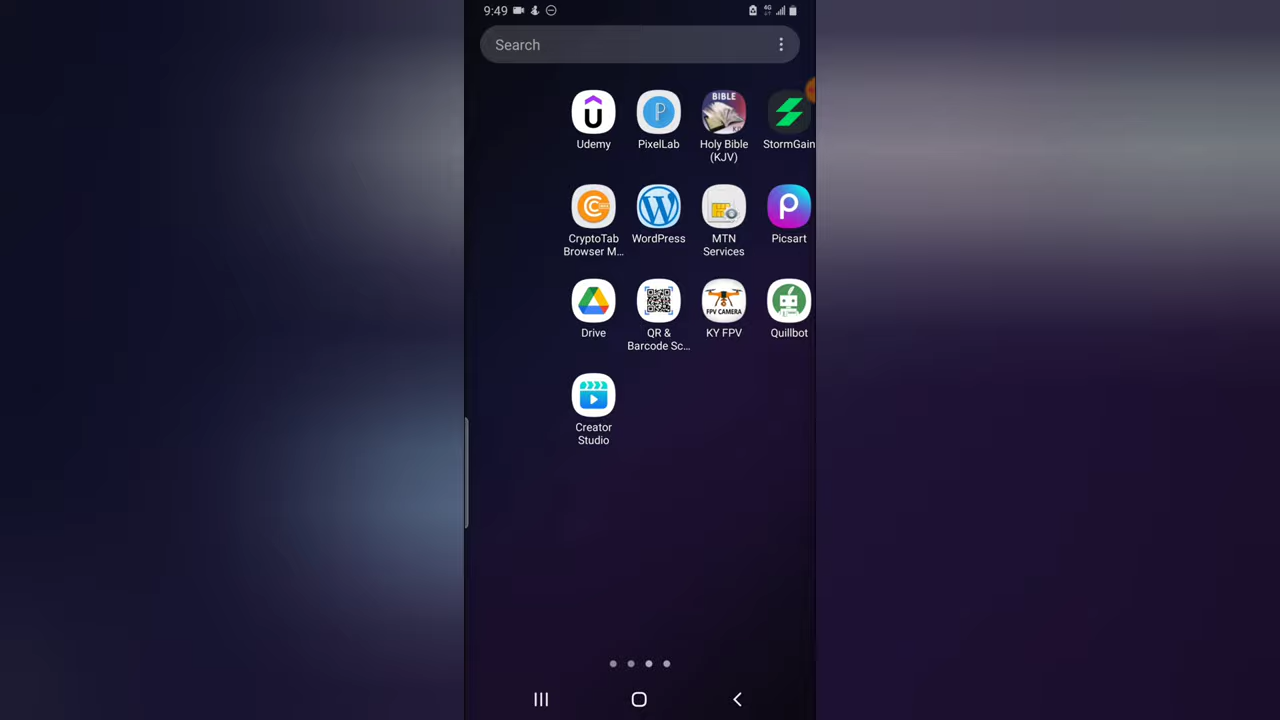 9:49
4G
Search
Udemy
PixelLab
BIBLE
Holy Bible
(KJV)
StormGain
CryptoTab
Browser M...
WordPress
MTN
Services
Picsart
Drive
QR &
Barcode Sc...
FPV CAMERA
KY FPV
Quillbot
Creator
Studio